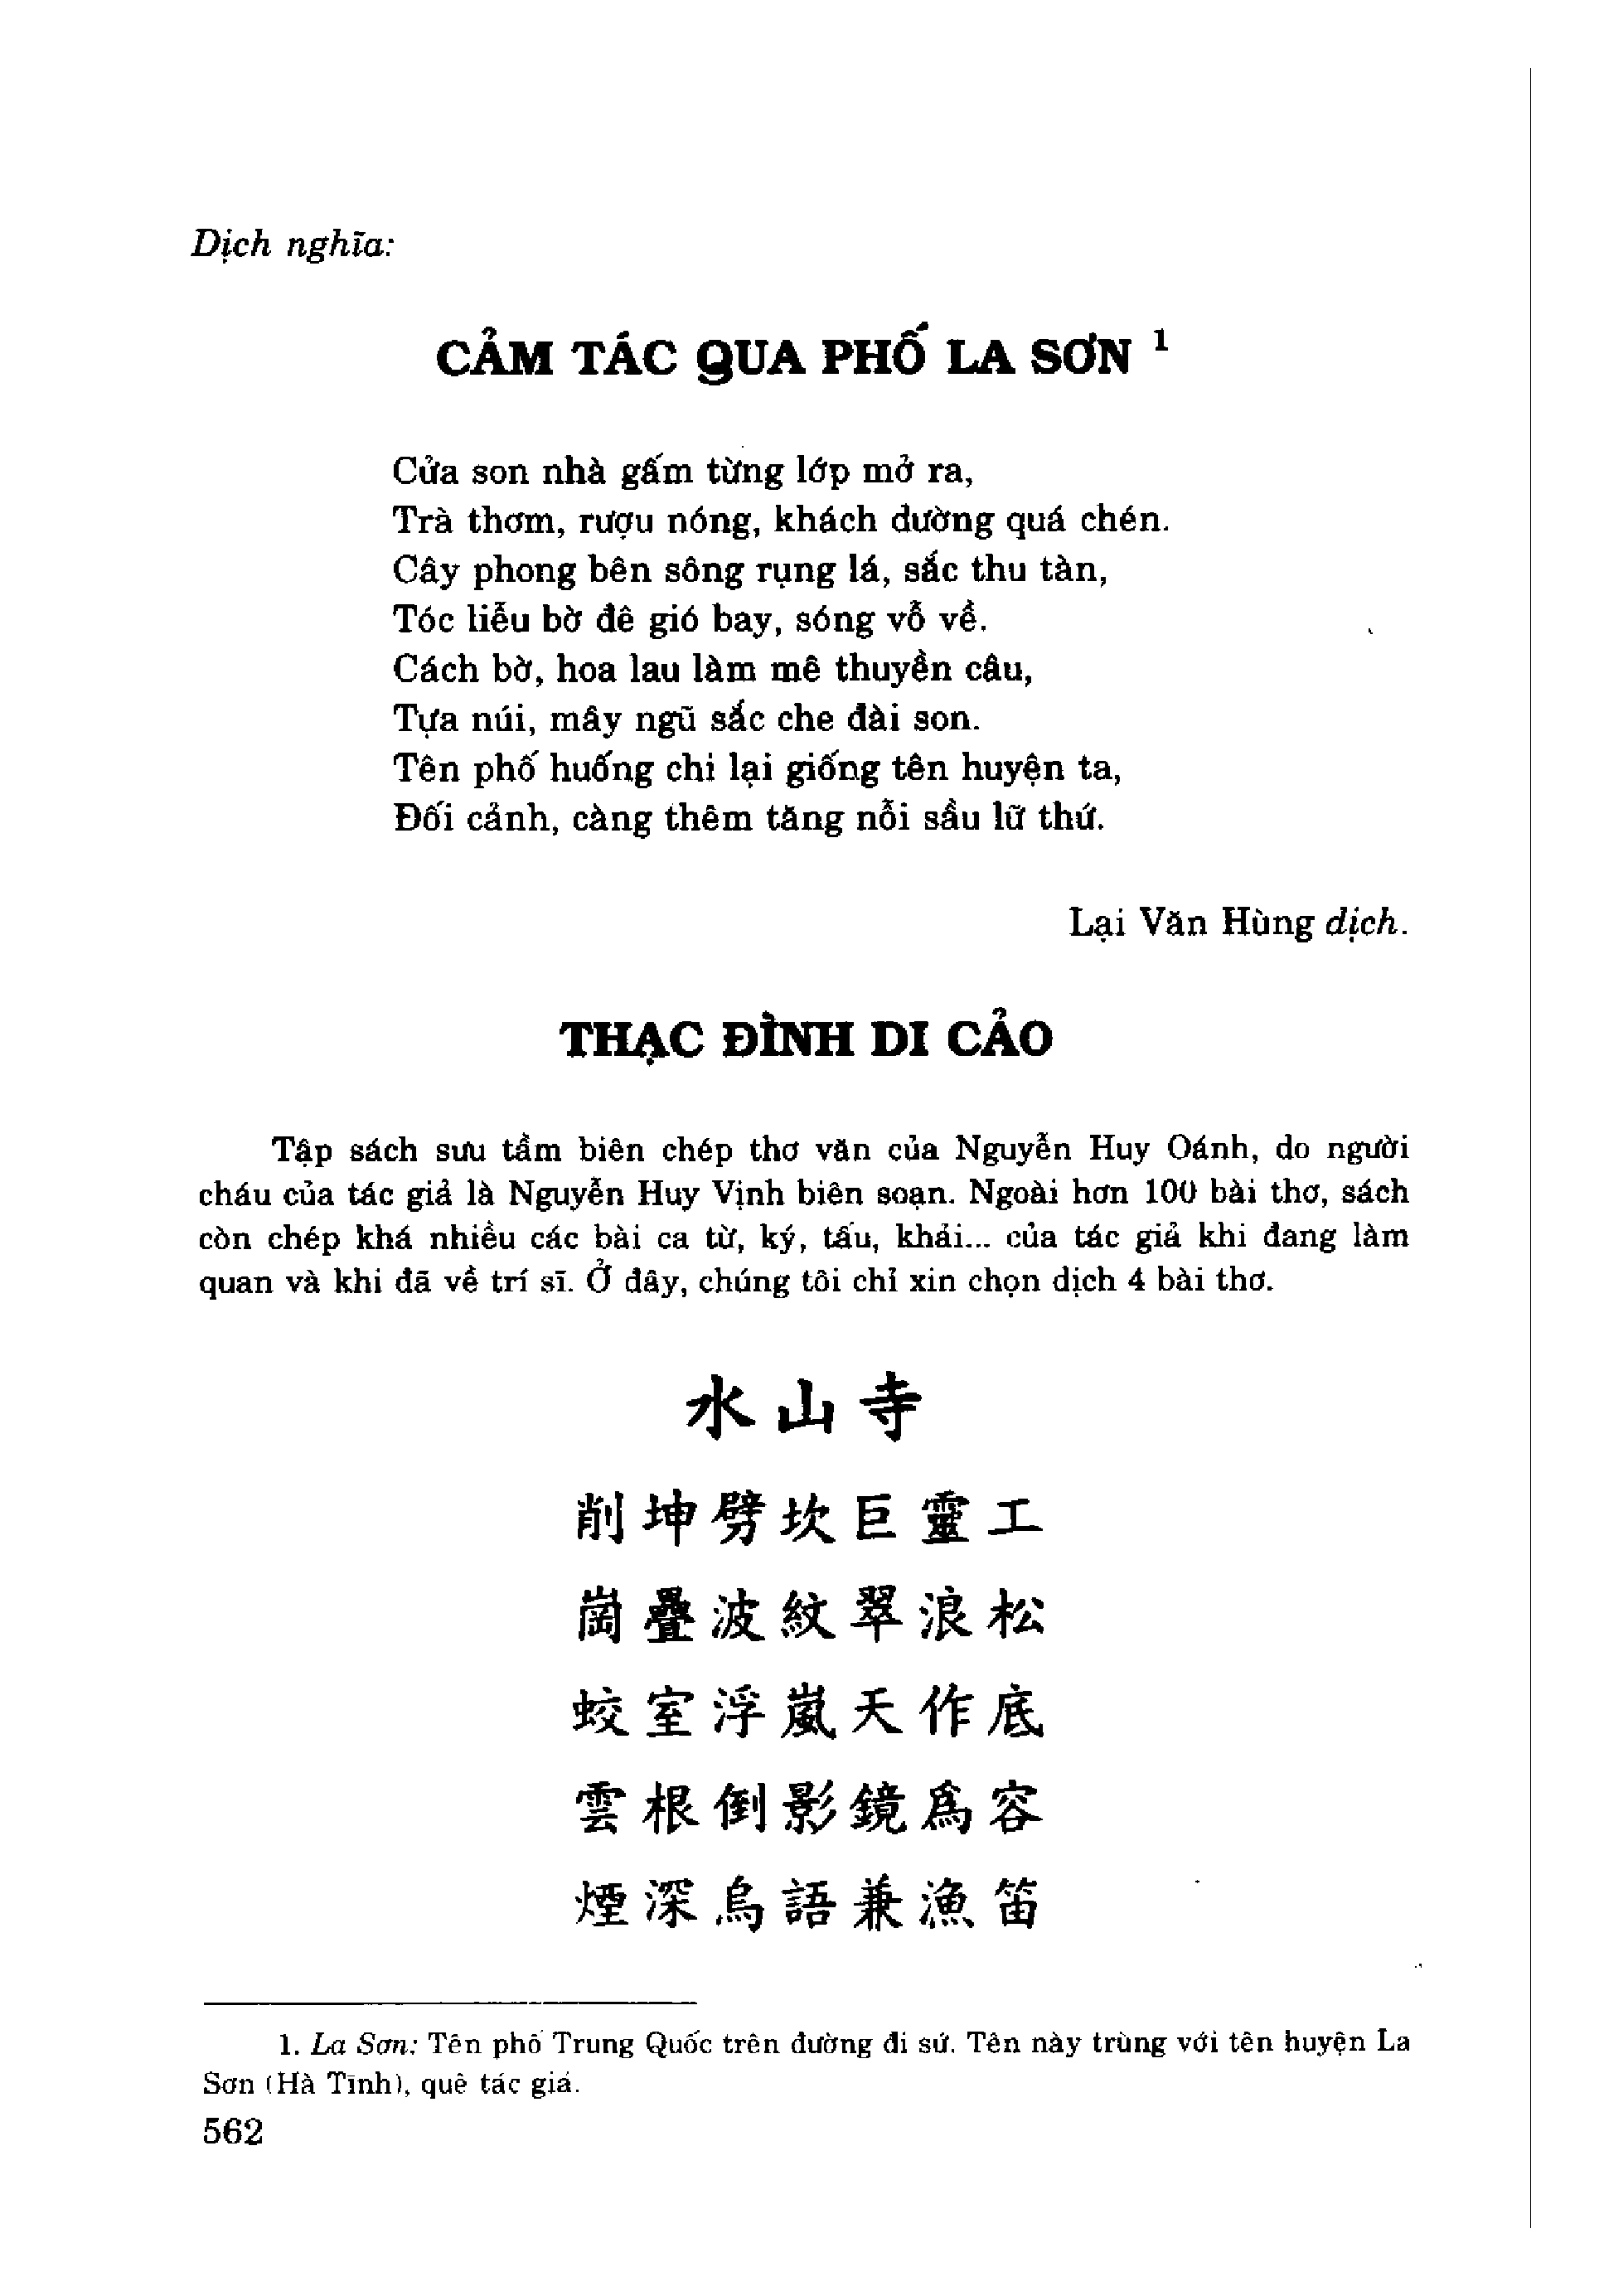 Dịch nghĩa:
CẢM TÁC QUA PHỐ LA SƠN 1
Cửa son nhà gấm từng lớp mở ra,
Trà thơm, rượu nóng, khách dường quá chén.
Cây phong bên sông rụng lá, sắc thu tàn,
Tóc liễu bờ đê gió bay, sóng vỗ về.
Cách bờ, hoa lau làm mê thuyền câu,
Tựa núi, mây ngũ sắc che đài son.
Tên phố huống chi lại giống tên huyện ta,
Đối cảnh, càng thêm tăng nỗi sầu lữ thứ.
Lại Văn Hùng dịch.
THẠC ĐÌNH DI CẢO
Tập sách sưu tầm biên chép thơ văn của Nguyễn Huy Oánh, do người
cháu của tác giả là Nguyễn Huy Vịnh biên soạn. Ngoài hơn 100 bài thơ, sách
còn chép khá nhiều các bài ca từ, ký, tấu, khải... của tác giả khi đang làm
quan và khi đã về trí sĩ. Ở đây, chúng tôi chỉ xin chọn dịch 4 bài thơ.
水山寺
削坤劈坎巨靈工
崗疊波紋翠浪松
蛟室浮嵐天作底
雲根倒影鏡爲容
煙深烏語兼漁笛
1. La Sơn: Tên phố Trung Quốc trên đường đi sứ. Tên này trùng với tên huyện La
Sơn (Hà Tĩnh), quê tác giả.
562